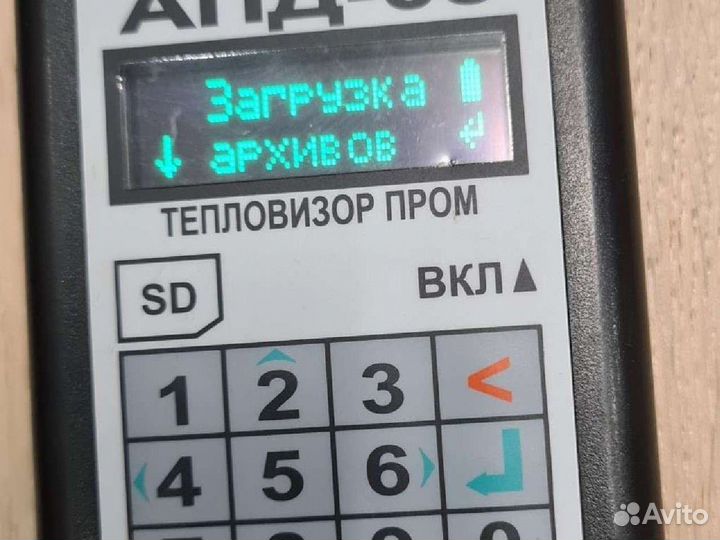 Загрузка
архивов
ТЕПЛОВИЗОР ПРОМ
SD
ВКЛ
1 2 3 <
4 5 6
Avito